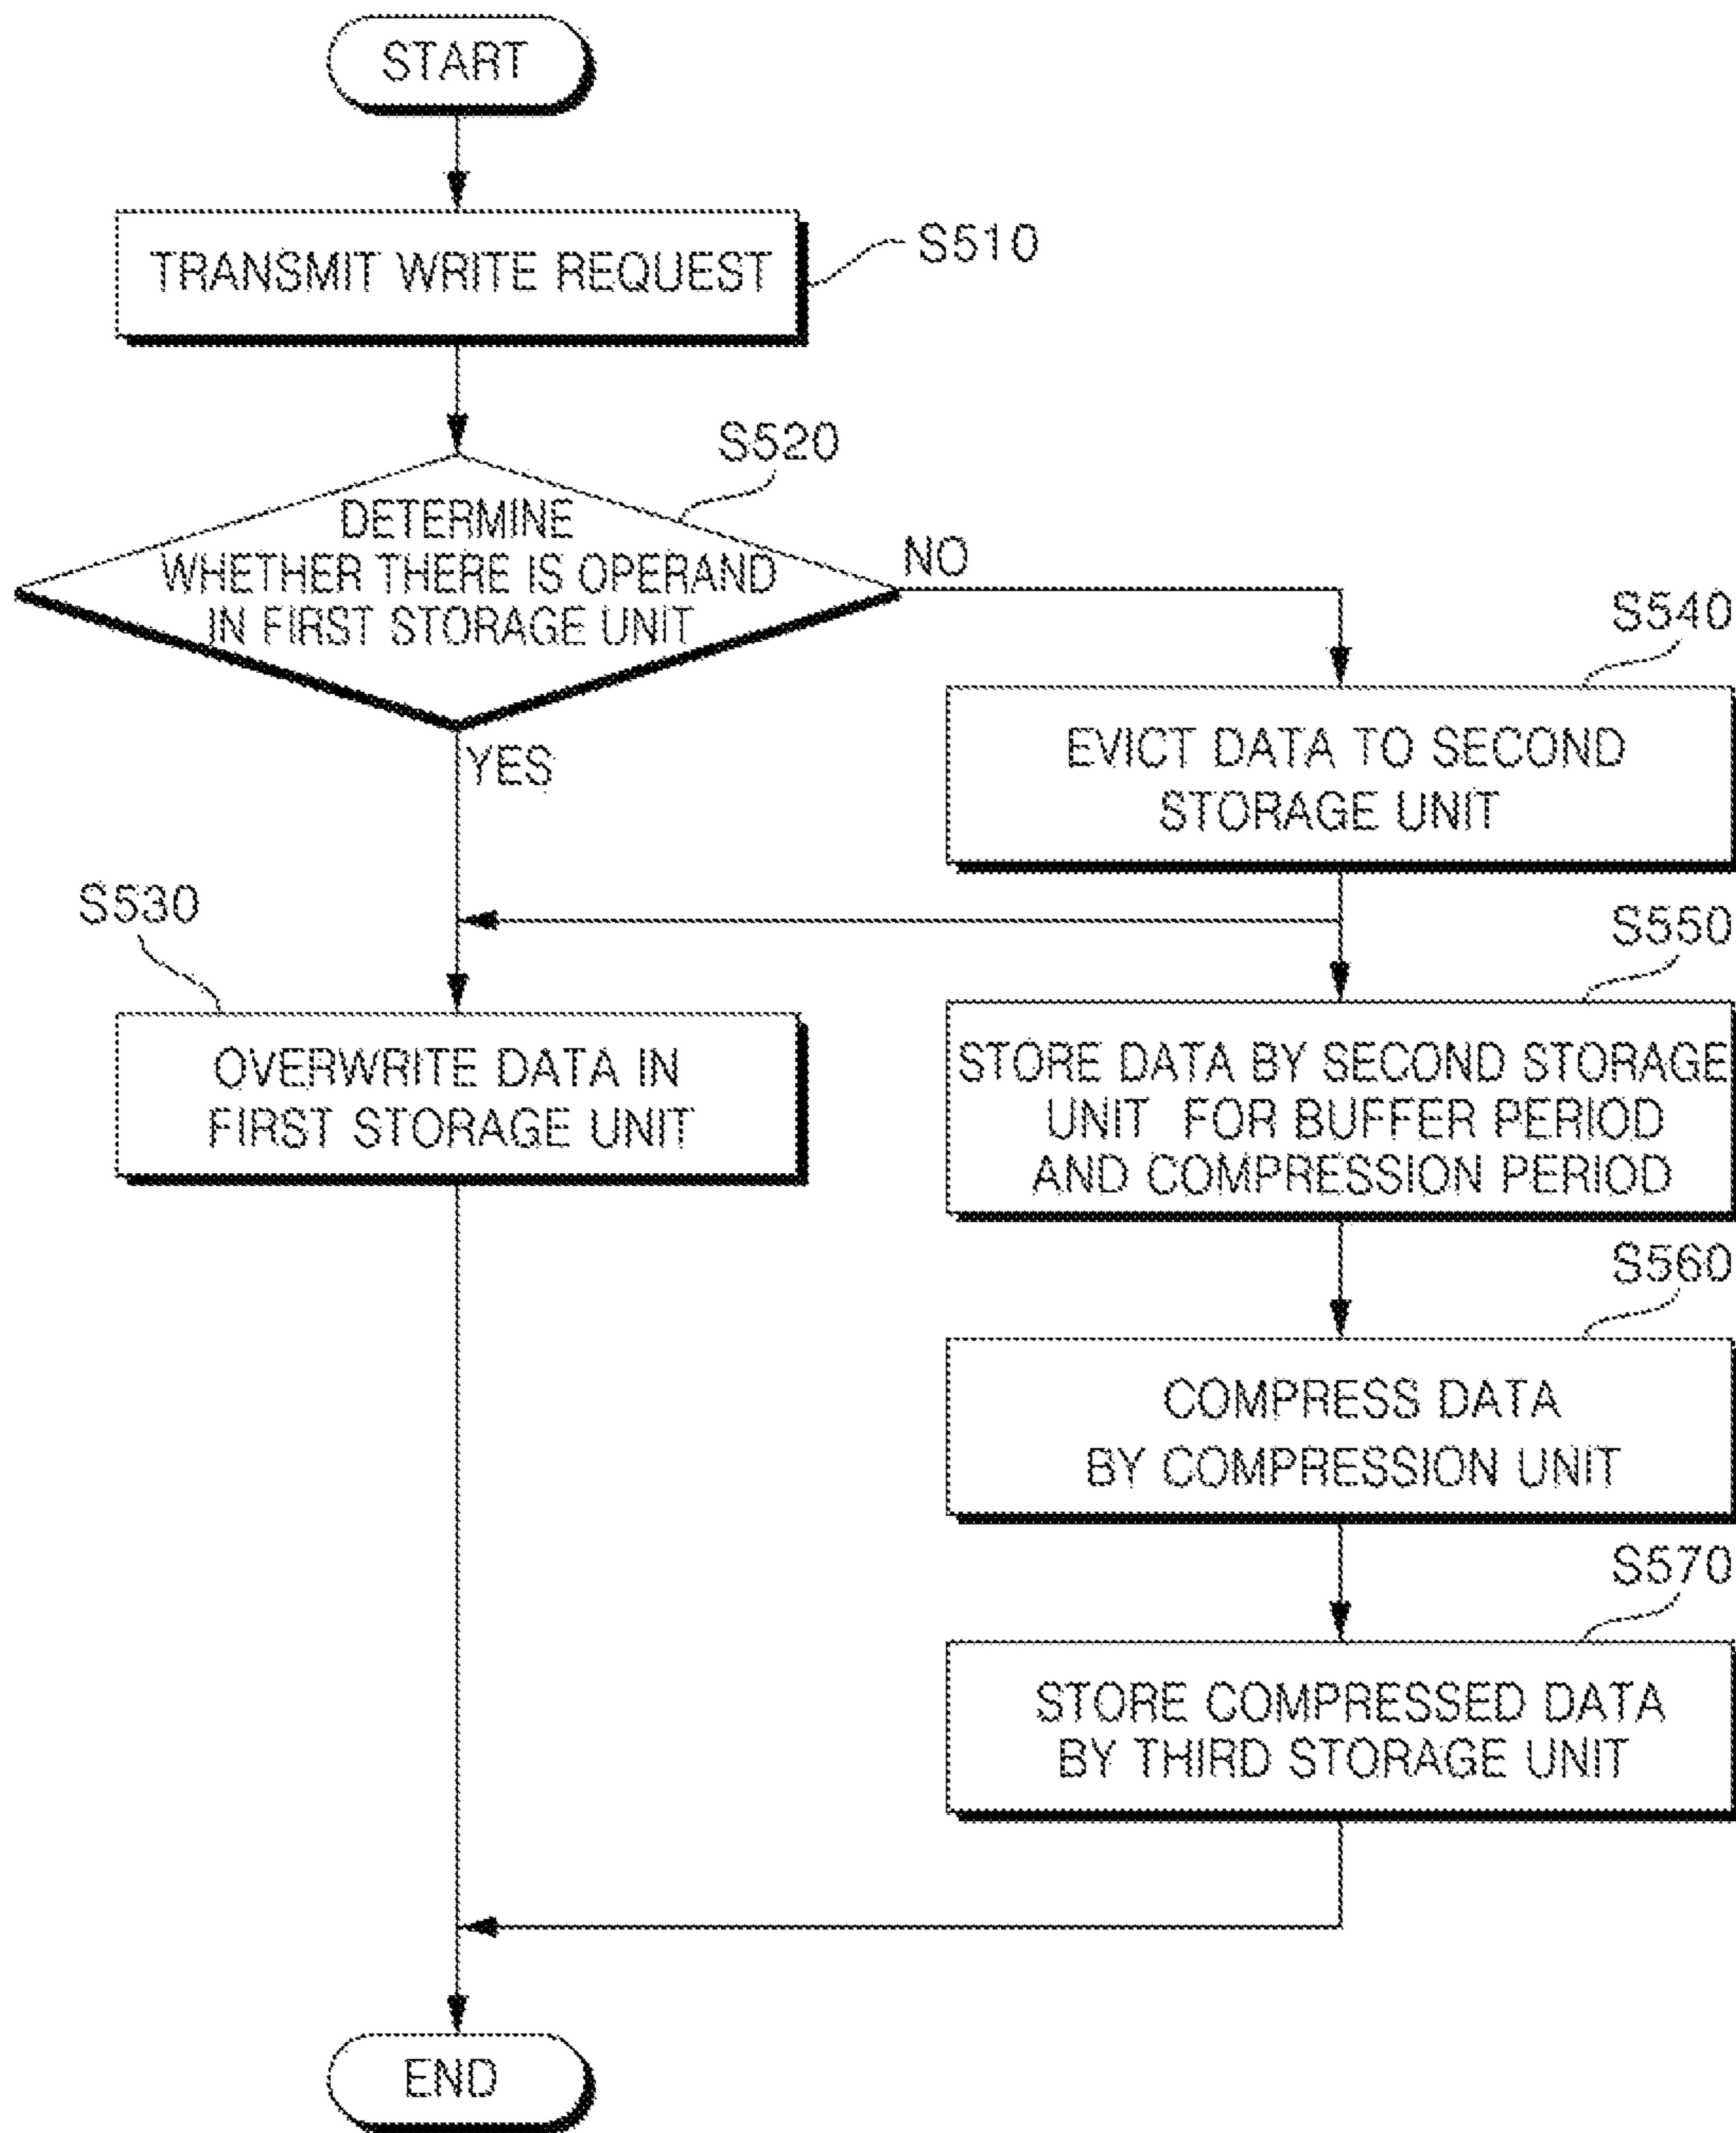 START
TRANSMIT WRITE REQUEST
S510
S520
DETERMINE
WHETHER THERE IS OPERAND
IN FIRST STORAGE UNIT
NO
YES
S540
EVICT DATA TO SECOND
STORAGE UNIT
S530
OVERWRITE DATA IN
FIRST STORAGE UNIT
S550
STORE DATA BY SECOND STORAGE
UNIT FOR BUFFER PERIOD
AND COMPRESSION PERIOD
S560
COMPRESS DATA
BY COMPRESSION UNIT
S570
STORE COMPRESSED DATA
BY THIRD STORAGE UNIT
END